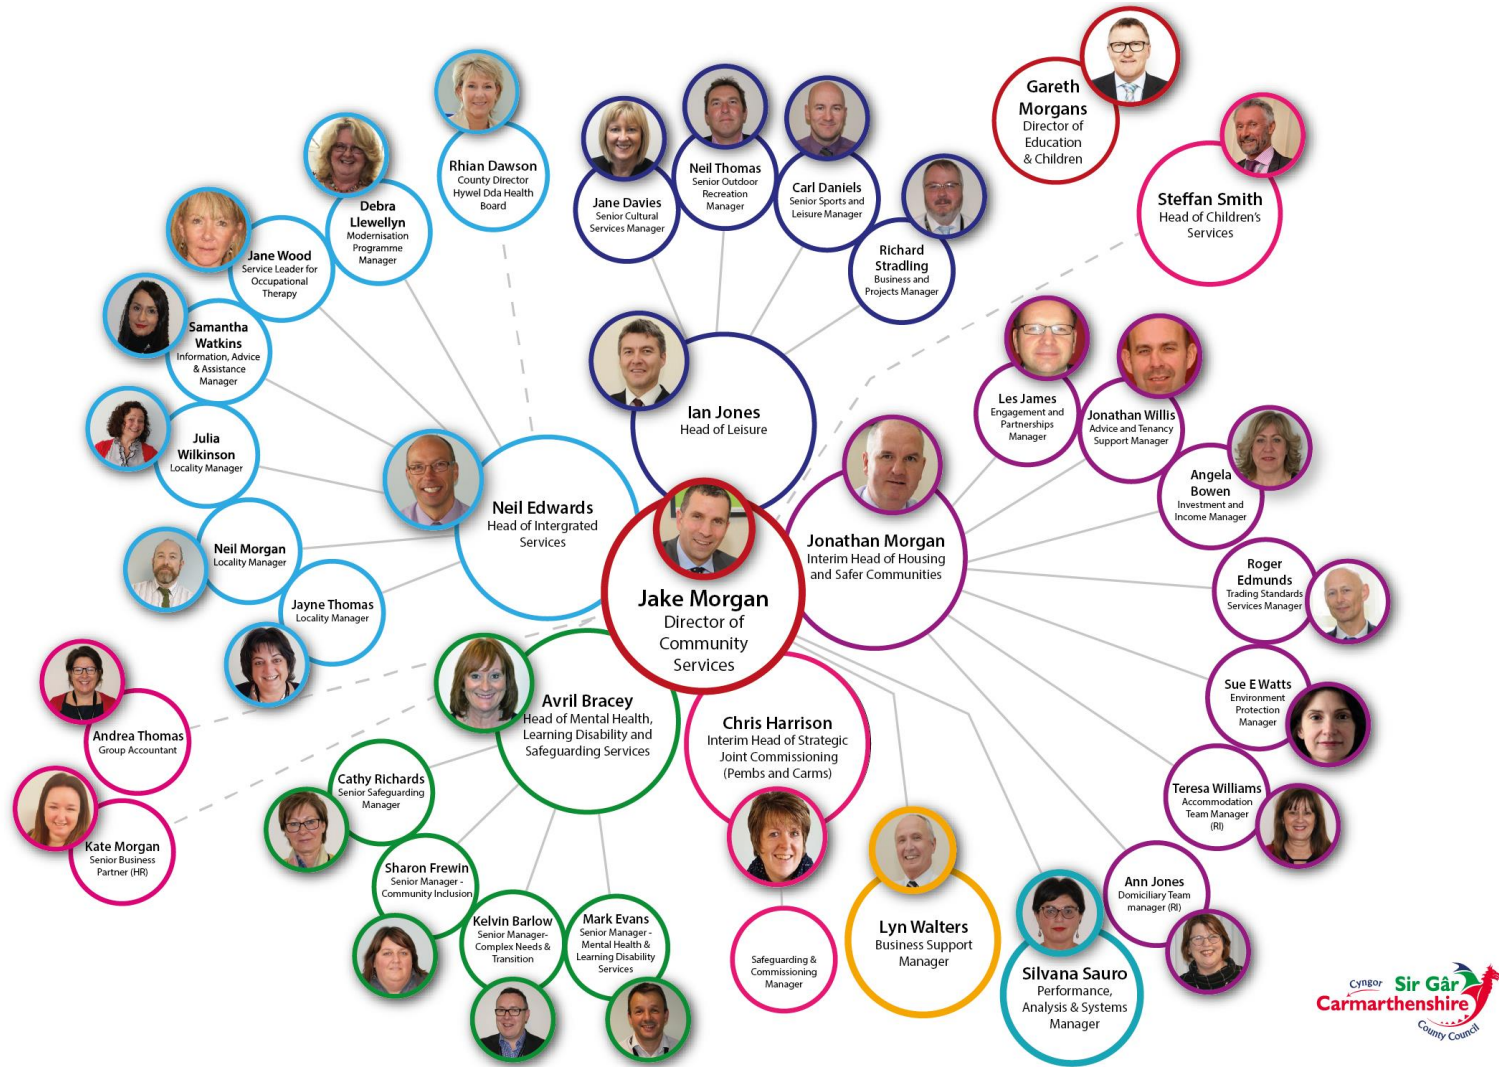 Gareth
Morgans
Director of
Education
& Children
Steffan Smith
Head of Children's
Services
Rhian Dawson
County Director
Hywel Dda Health
Board
Debra
Llewellyn
Modernisation
Programme
Manager
Jane Wood
Service Leader for
Occupational
Therapy
Samantha
Watkins
Information, Advice
& Assistance
Manager
Julia
Wilkinson
Locality Manager
Neil Morgan
Locality Manager
Jayne Thomas
Locality Manager
Neil Edwards
Head of Intergrated
Services
Jane Davies
Senior Cultural
Services Manager
Neil Thomas
Senior Outdoor
Recreation
Manager
Carl Daniels
Senior Sports and
Leisure Manager
Richard
Stradling
Business and
Projects Manager
Ian Jones
Head of Leisure
Jake Morgan
Director of
Community
Services
Jonathan Morgan
Interim Head of Housing
and Safer Communities
Les James
Engagement and
Partnerships
Manager
Jonathan Willis
Advice and Tenancy
Support Manager
Angela
Bowen
Investment and
Income Manager
Roger
Edmunds
Trading Standards
Services Manager
Sue E Watts
Environment
Protection
Manager
Teresa Williams
Accommodation
Team Manager
(RI)
Ann Jones
Domiciliary Team
manager (RI)
Andrea Thomas
Group Accountant
Kate Morgan
Senior Business
Partner (HR)
Avril Bracey
Head of Mental Health,
Learning Disability and
Safeguarding Services
Cathy Richards
Senior Safeguarding
Manager
Sharon Frewin
Senior Manager -
Community Inclusion
Kelvin Barlow
Senior Manager-
Complex Needs &
Transition
Mark Evans
Senior Manager -
Mental Health &
Learning Disability
Services
Chris Harrison
Interim Head of Strategic
Joint Commissioning
(Pembs and Carms)
Safeguarding &
Commissioning
Manager
Lyn Walters
Business Support
Manager
Silvana Sauro
Performance,
Analysis & Systems
Manager
Cyngor Sir Gâr
Carmarthenshire
County Council